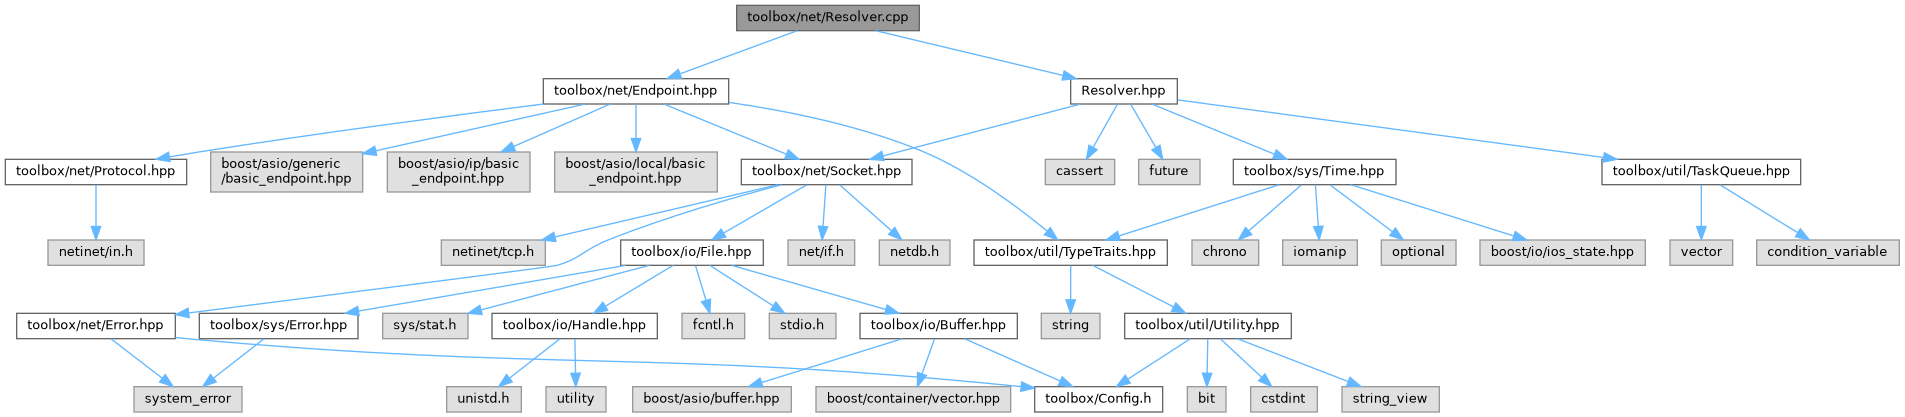 toolbox/net/Resolver.cpp
toolbox/net/Endpoint.hpp
Resolver.hpp
toolbox/net/Protocol.hpp
boost/asio/generic
/basic_endpoint.hpp
boost/asio/ip/basic
_endpoint.hpp
boost/asio/local/basic
_endpoint.hpp
toolbox/net/Socket.hpp
cassert
future
toolbox/sys/Time.hpp
toolbox/util/TaskQueue.hpp
netinet/in.h
netinet/tcp.h
toolbox/io/File.hpp
net/if.h
netdb.h
toolbox/util/TypeTraits.hpp
chrono
iomanip
optional
boost/io/ios_state.hpp
vector
condition_variable
toolbox/net/Error.hpp
toolbox/sys/Error.hpp
sys/stat.h
toolbox/io/Handle.hpp
fcntl.h
stdio.h
toolbox/io/Buffer.hpp
string
toolbox/util/Utility.hpp
system_error
unistd.h
utility
boost/asio/buffer.hpp
boost/container/vector.hpp
toolbox/Config.h
bit
cstdint
string_view